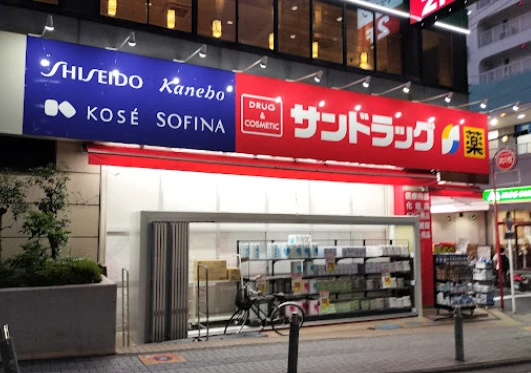 SHISEIDO Kanebo
KOSÉ SOFINA
DRUG
&
COSMETIC
サンドラッグ
薬